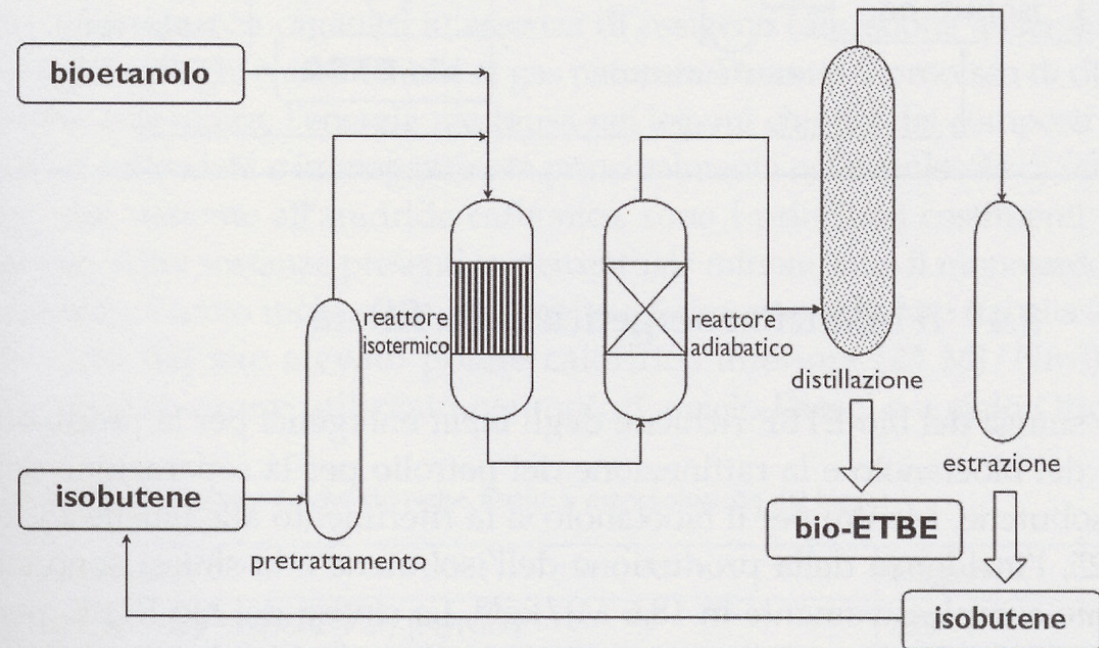 bioetanolo
reattore
isotermico
reattore
adiabatico
distillazione
estrazione
isobutene
pretrattamento
bio-ETBE
isobutene